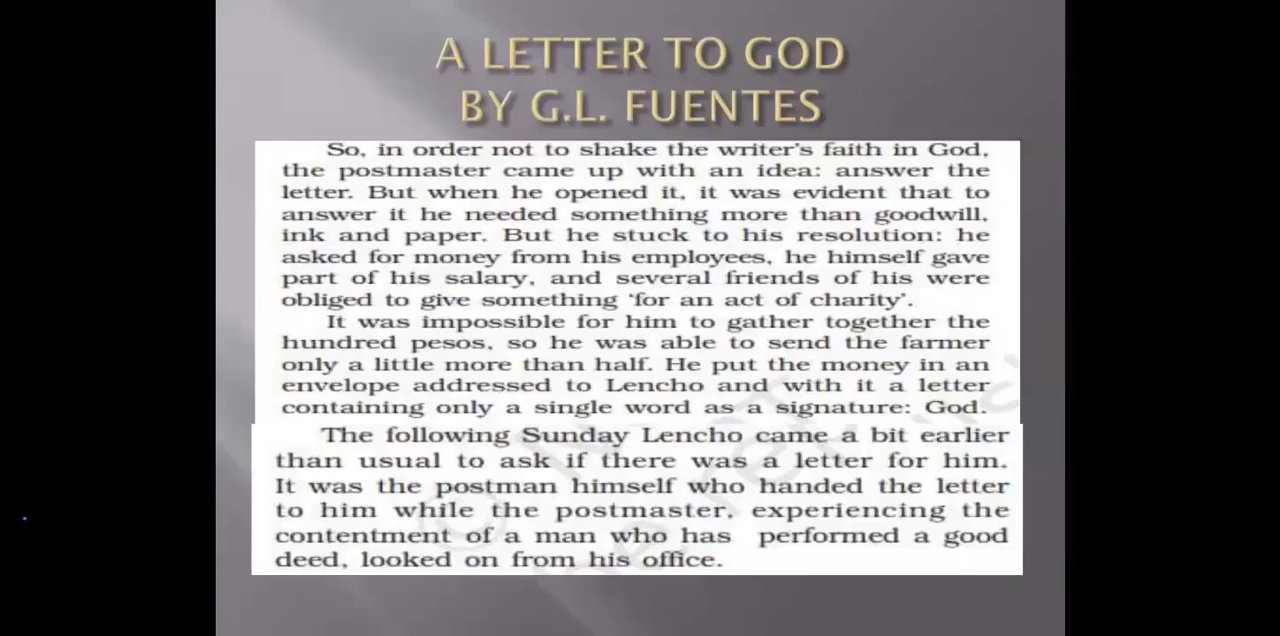 A LETTER TO GOD
BY G.L. FUENTES
So, in order not to shake the writer's faith in God,
the postmaster came up with an idea: answer the
letter. But when he opened it, it was evident that to
answer it he needed something more than goodwill,
ink and paper. But he stuck to his resolution: he
asked for money from his employees, he himself gave
part of his salary, and several friends of his were
obliged to give something 'for an act of charity'.
It was impossible for him to gather together the
hundred pesos, so he was able to send the farmer
only a little more than half. He put the money in an
envelope addressed to Lencho and with it a letter
containing only a single word as a signature: God.
The following Sunday Lencho came a bit earlier
than usual to ask if there was a letter for him.
It was the postman himself who handed the letter
to him while the postmaster, experiencing the
contentment of a man who has performed a good
deed, looked on from his office.